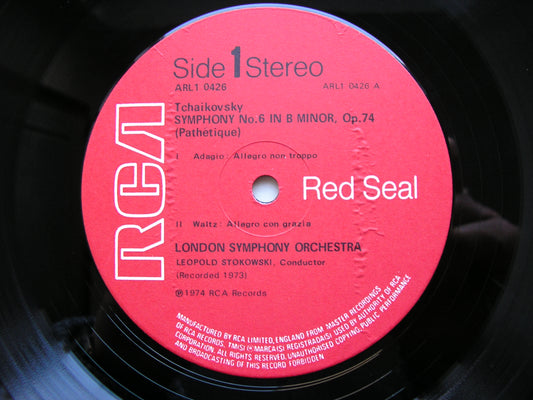 Side 1 Stereo
ARL1 0426
ARL1 0426 A
Tchaikovsky
SYMPHONY No.6 IN B MINOR, Op.74
(Pathétique)
I Adagio: Allegro non troppo
RCA
Red Seal
II Waltz: Allegro con grazia
LONDON SYMPHONY ORCHESTRA
LEOPOLD STOKOWSKI, Conductor
(Recorded 1973)
℗1974 RCA Records
MANUFACTURED BY RCA LIMITED, ENGLAND FROM MASTER RECORDINGS
OF RCA RECORDS. TM(S) ® MARCA(S) REGISTRADA(S) USED BY AUTHORITY OF RCA
CORPORATION. ALL RIGHTS RESERVED. UNAUTHORISED COPYING, PUBLIC PERFORMANCE
AND BROADCASTING OF THIS RECORD FORBIDDEN.